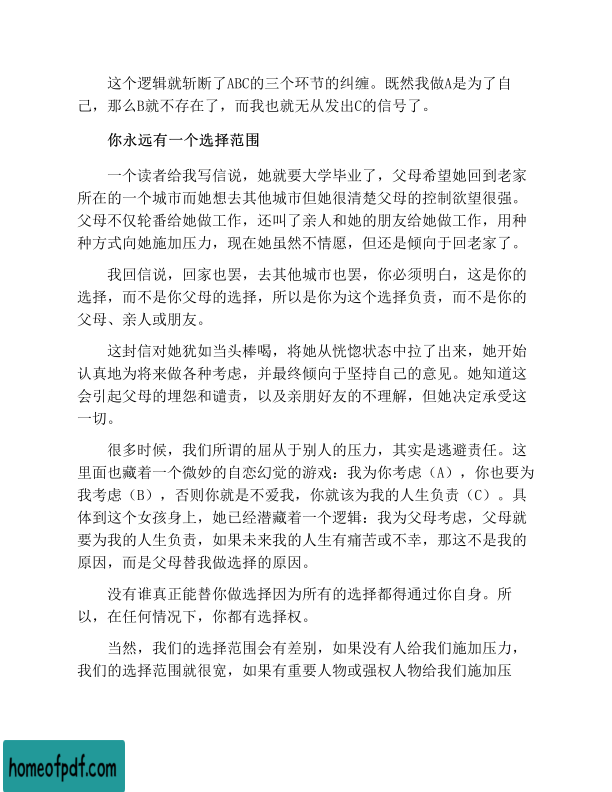 这个逻辑就斩断了ABC的三个环节的纠缠。既然我做A是为了自
己，那么B就不存在了，而我也就无从发出C的信号了。
你永远有一个选择范围
一个读者给我写信说，她就要大学毕业了，父母希望她回到老家
所在的一个城市而她想去其他城市但她很清楚父母的控制欲望很强。
父母不仅轮番给她做工作，还叫了亲人和她的朋友给她做工作，用种
种方式向她施加压力，现在她虽然不情愿，但还是倾向于回老家了。
我回信说，回家也罢，去其他城市也罢，你必须明白，这是你的
选择，而不是你父母的选择，所以是你为这个选择负责，而不是你的
父母、亲人或朋友。
这封信对她犹如当头棒喝，将她从恍惚状态中拉了出来，她开始
认真地为将来做各种考虑，并最终倾向于坚持自己的意见。她知道这
会引起父母的埋怨和谴责，以及亲朋好友的不理解，但她决定承受这
一切。
很多时候，我们所谓的屈从于别人的压力，其实是逃避责任。这
里面也藏着一个微妙的自恋幻觉的游戏：我为你考虑（A），你也要为
我考虑（B），否则你就是不爱我，你就该为我的人生负责（C）。具
体到这个女孩身上，她已经潜藏着一个逻辑：我为父母考虑，父母就
要为我的人生负责，如果未来我的人生有痛苦或不幸，那这不是我的
原因，而是父母替我做选择的原因。
没有谁真正能替你做选择因为所有的选择都得通过你自身。所
以，在任何情况下，你都有选择权。
当然，我们的选择范围会有差别，如果没有人给我们施加压力，
我们的选择范围就很宽，如果有重要人物或强权人物给我们施加压
homeofpdf.com